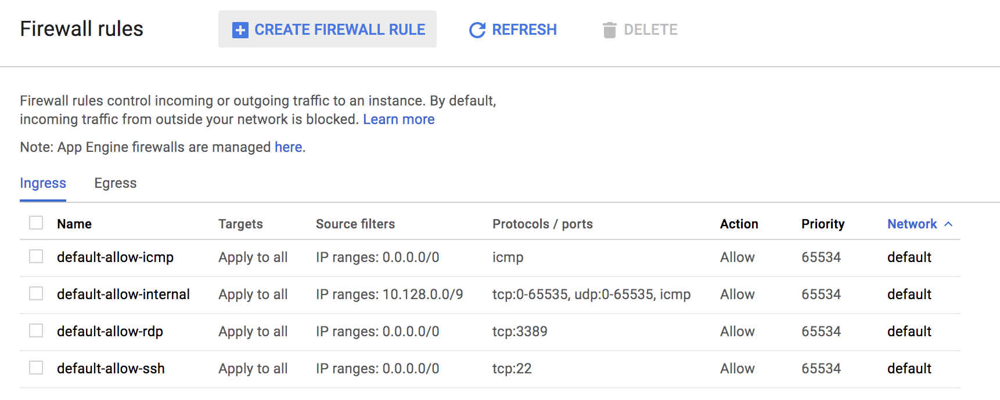 Firewall rules CREATE FIREWALL RULE REFRESH DELETE
Firewall rules control incoming or outgoing traffic to an instance. By default,
incoming traffic from outside your network is blocked. Learn more
Note: App Engine firewalls are managed here.
Ingress Egress
Name Targets Source filters Protocols / ports Action Priority Network
default-allow-icmp Apply to all IP ranges: 0.0.0.0/0 icmp Allow 65534 default
default-allow-internal Apply to all IP ranges: 10.128.0.0/9 tcp:0-65535, udp:0-65535, icmp Allow 65534 default
default-allow-rdp Apply to all IP ranges: 0.0.0.0/0 tcp:3389 Allow 65534 default
default-allow-ssh Apply to all IP ranges: 0.0.0.0/0 tcp:22 Allow 65534 default